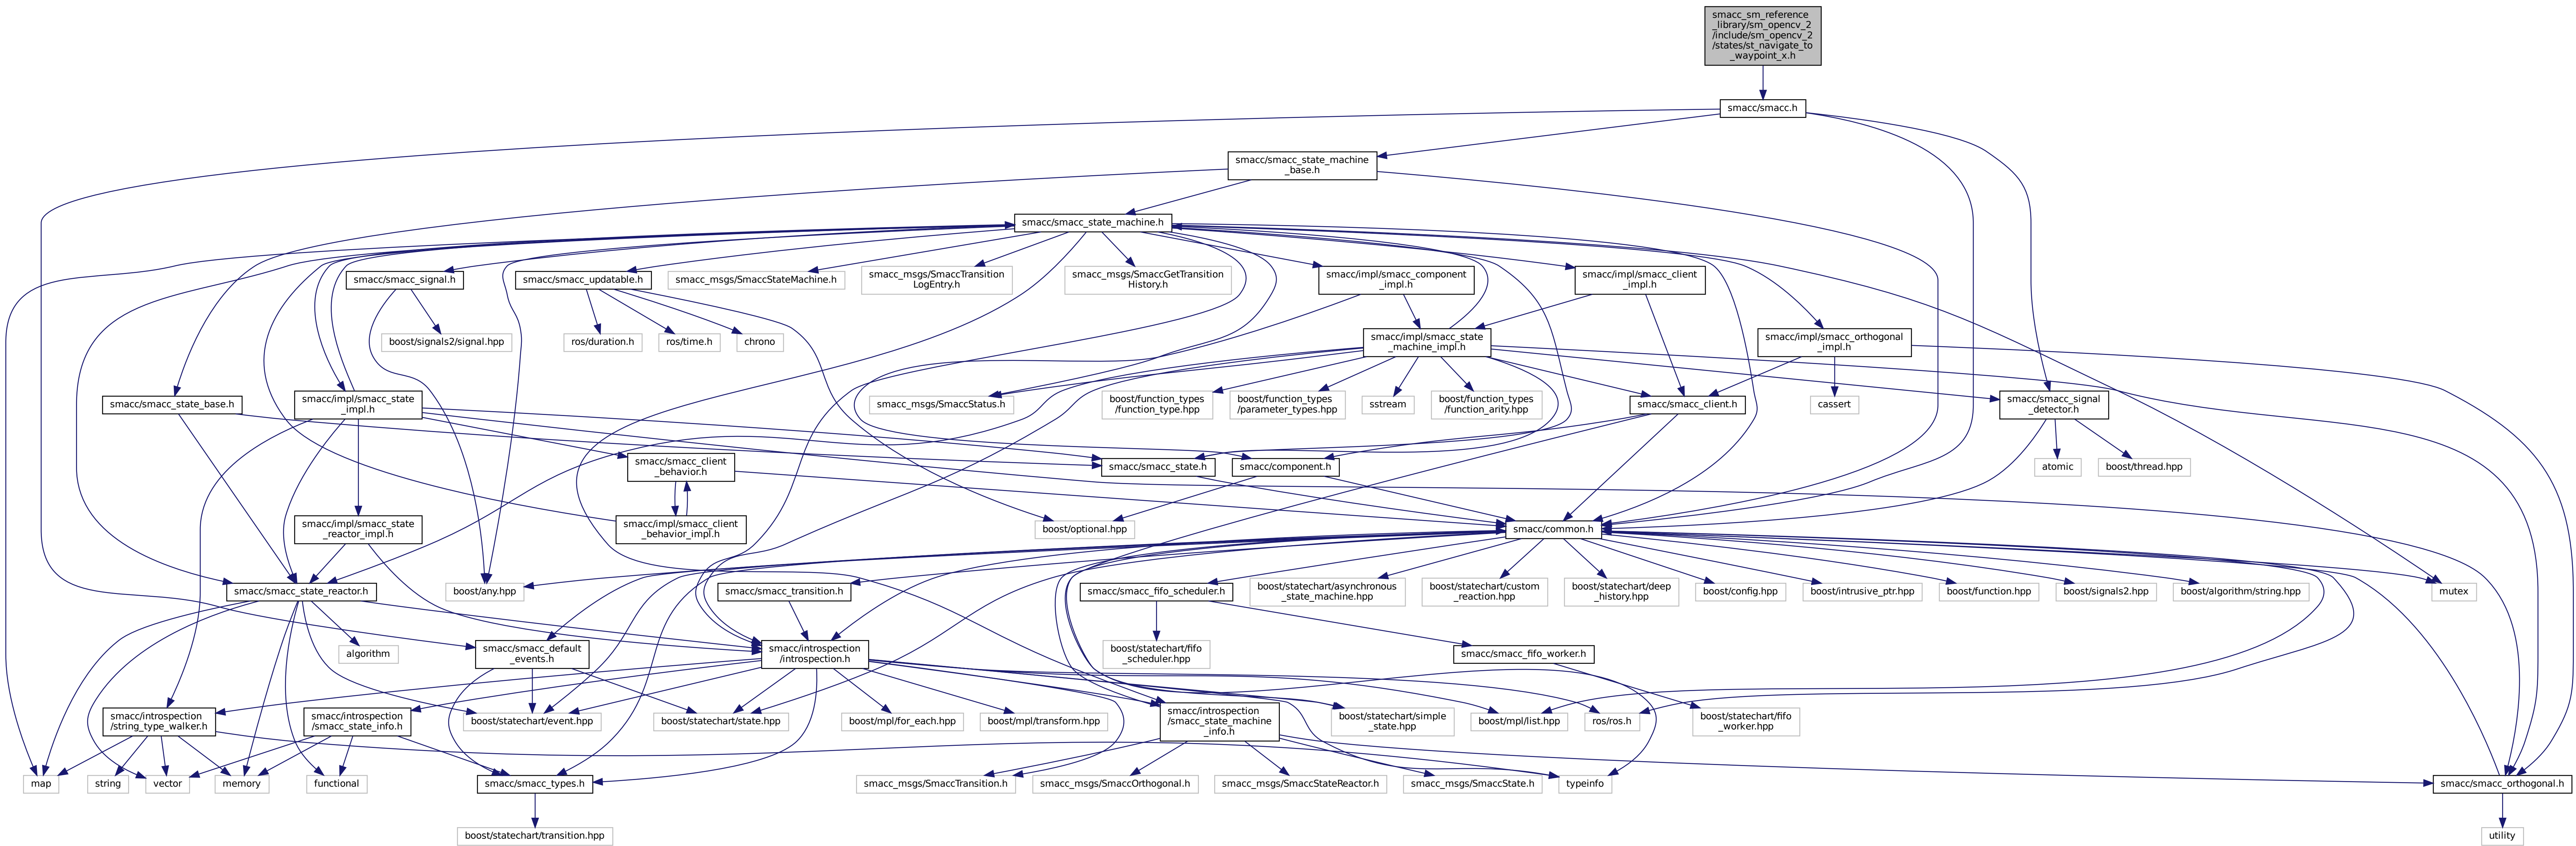 smacc_sm_reference
_library/sm_opencv_2
/include/sm_opencv_2
/states/st_navigate_to
_waypoint_x.h
smacc/smacc.h
smacc/smacc_state_machine
_base.h
smacc/smacc_state_machine.h
smacc/smacc_signal.h
smacc/smacc_updatable.h
smacc_msgs/SmaccStateMachine.h
smacc_msgs/SmaccTransition
LogEntry.h
smacc_msgs/SmaccGetTransition
History.h
smacc/impl/smacc_component
_impl.h
smacc/impl/smacc_client
_impl.h
boost/signals2/signal.hpp
ros/duration.h
ros/time.h
chrono
smacc/impl/smacc_state
_machine_impl.h
smacc/impl/smacc_orthogonal
_impl.h
smacc/smacc_state_base.h
smacc/impl/smacc_state
_impl.h
smacc_msgs/SmaccStatus.h
boost/function_types
/function_type.hpp
boost/function_types
/parameter_types.hpp
sstream
boost/function_types
/function_arity.hpp
smacc/smacc_client.h
cassert
smacc/smacc_signal
_detector.h
smacc/smacc_client
_behavior.h
smacc/smacc_state.h
smacc/component.h
atomic
boost/thread.hpp
smacc/impl/smacc_state
_reactor_impl.h
smacc/impl/smacc_client
_behavior_impl.h
boost/optional.hpp
smacc/common.h
smacc/smacc_state_reactor.h
boost/any.hpp
smacc/smacc_transition.h
smacc/smacc_fifo_scheduler.h
boost/statechart/asynchronous
_state_machine.hpp
boost/statechart/custom
_reaction.hpp
boost/statechart/deep
_history.hpp
boost/config.hpp
boost/intrusive_ptr.hpp
boost/function.hpp
boost/signals2.hpp
boost/algorithm/string.hpp
mutex
algorithm
smacc/smacc_default
_events.h
smacc/introspection
/introspection.h
boost/statechart/fifo
_scheduler.hpp
smacc/smacc_fifo_worker.h
smacc/introspection
/string_type_walker.h
smacc/introspection
/smacc_state_info.h
boost/statechart/event.hpp
boost/statechart/state.hpp
boost/mpl/for_each.hpp
boost/mpl/transform.hpp
smacc/introspection
/smacc_state_machine
_info.h
boost/statechart/simple
_state.hpp
boost/mpl/list.hpp
ros/ros.h
boost/statechart/fifo
_worker.hpp
map
string
vector
memory
functional
smacc/smacc_types.h
smacc_msgs/SmaccTransition.h
smacc_msgs/SmaccOrthogonal.h
smacc_msgs/SmaccStateReactor.h
smacc_msgs/SmaccState.h
typeinfo
smacc/smacc_orthogonal.h
boost/statechart/transition.hpp
utility